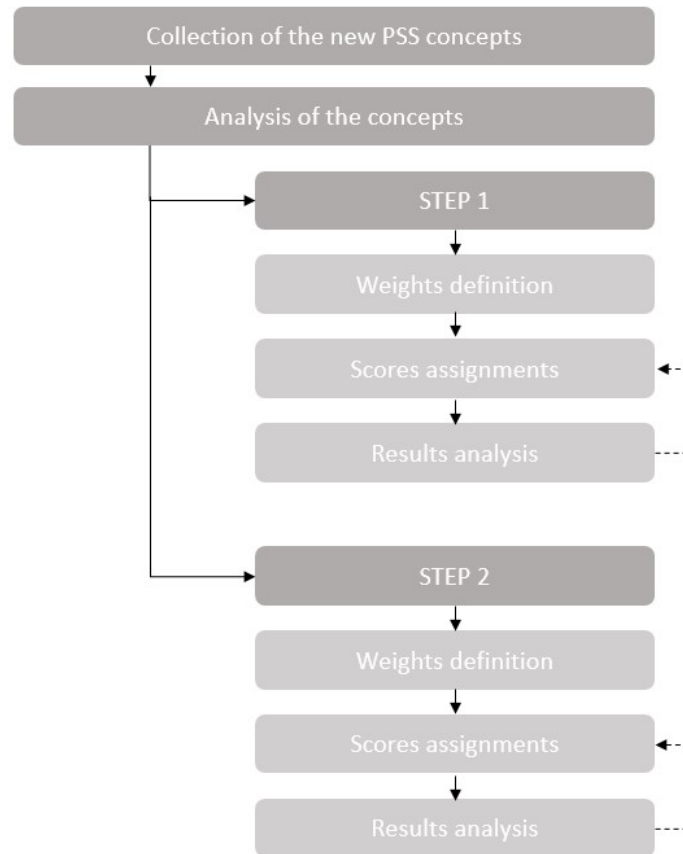 Collection of the new PSS concepts
Analysis of the concepts
STEP 1
Weights definition
Scores assignments
Results analysis
STEP 2
Weights definition
Scores assignments
Results analysis